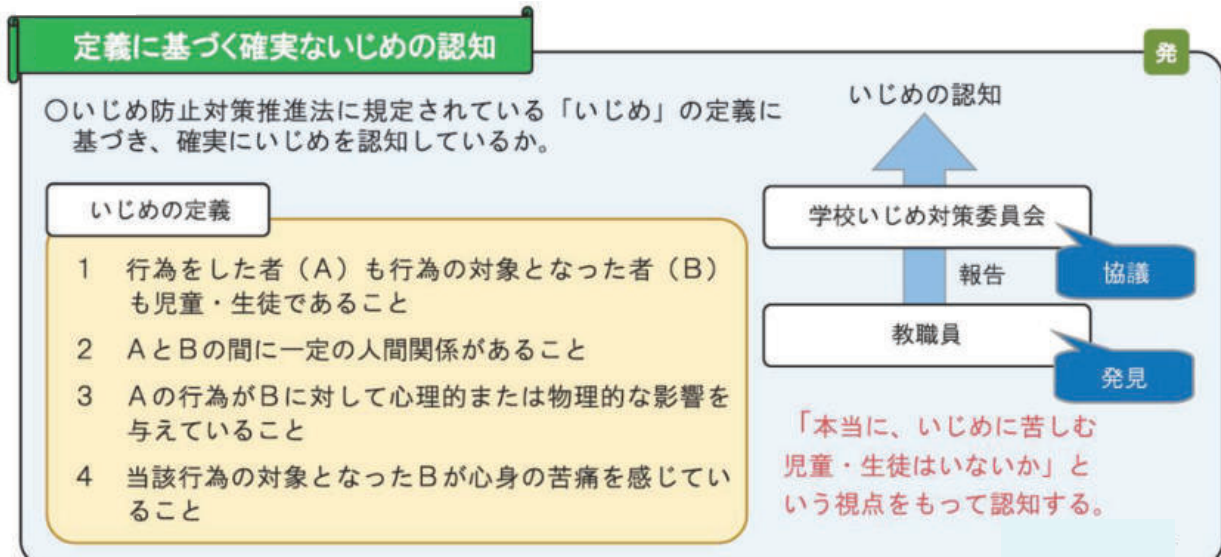 定義に基づく確実ないじめの認知
発
〇いじめ防止対策推進法に規定されている「いじめ」の定義に
基づき、確実にいじめを認知しているか。
いじめの定義
1 行為をした者（A）も行為の対象となった者（B）
も児童・生徒であること
2 AとBの間に一定の人間関係があること
3 Aの行為がBに対して心理的または物理的な影響を
与えていること
4 当該行為の対象となったBが心身の苦痛を感じてい
ること
いじめの認知
学校いじめ対策委員会
協議
報告
教職員
発見
「本当に、いじめに苦しむ
児童・生徒はいないか」と
いう視点をもって認知する。